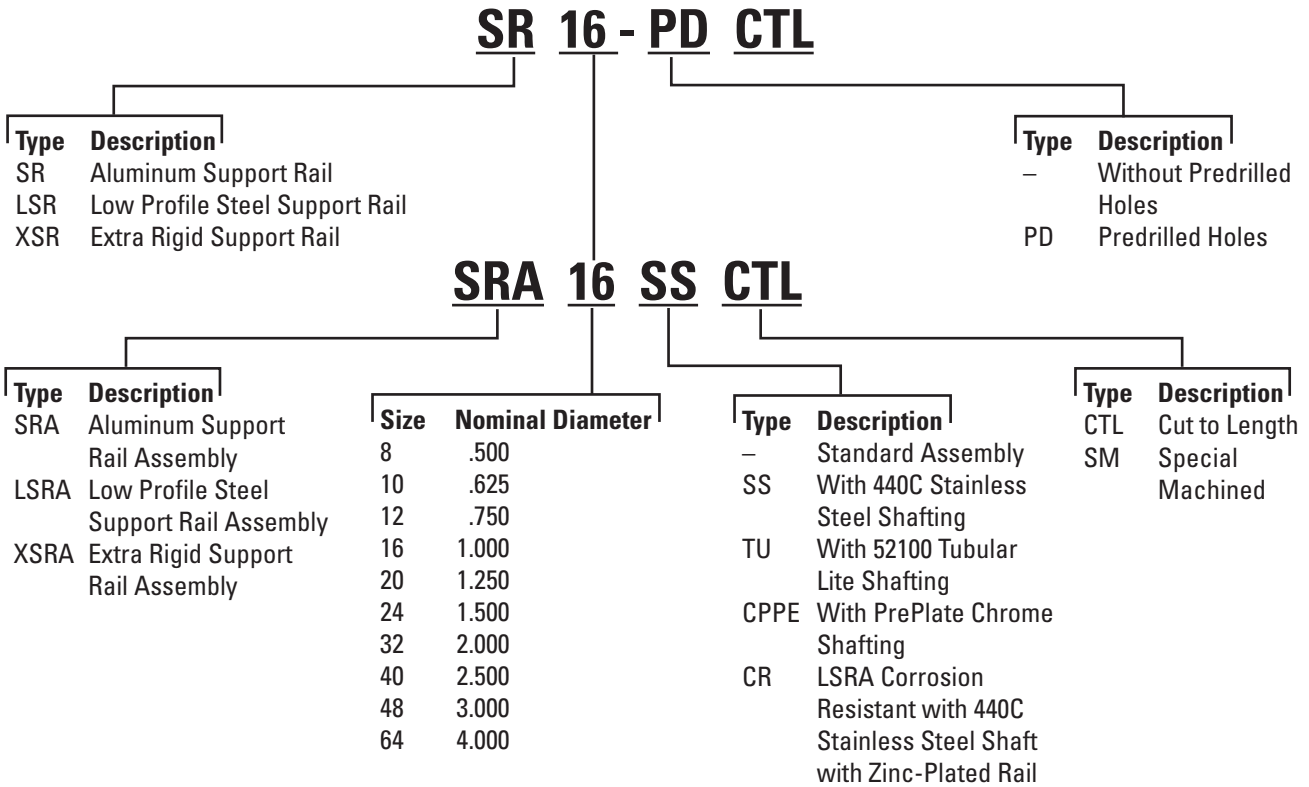 SR 16 - PD CTL
Type Description
SR Aluminum Support Rail
LSR Low Profile Steel Support Rail
XSR Extra Rigid Support Rail
Type Description
– Without Predrilled
Holes
PD Predrilled Holes
SRA 16 SS CTL
Type Description
SRA Aluminum Support
Rail Assembly
LSRA Low Profile Steel
Support Rail Assembly
XSRA Extra Rigid Support
Rail Assembly
Size Nominal Diameter
8 .500
10 .625
12 .750
16 1.000
20 1.250
24 1.500
32 2.000
40 2.500
48 3.000
64 4.000
Type Description
– Standard Assembly
SS With 440C Stainless
Steel Shafting
TU With 52100 Tubular
Lite Shafting
CPPE With PrePlate Chrome
Shafting
CR LSRA Corrosion
Resistant with 440C
Stainless Steel Shaft
with Zinc-Plated Rail
Type Description
CTL Cut to Length
SM Special
Machined